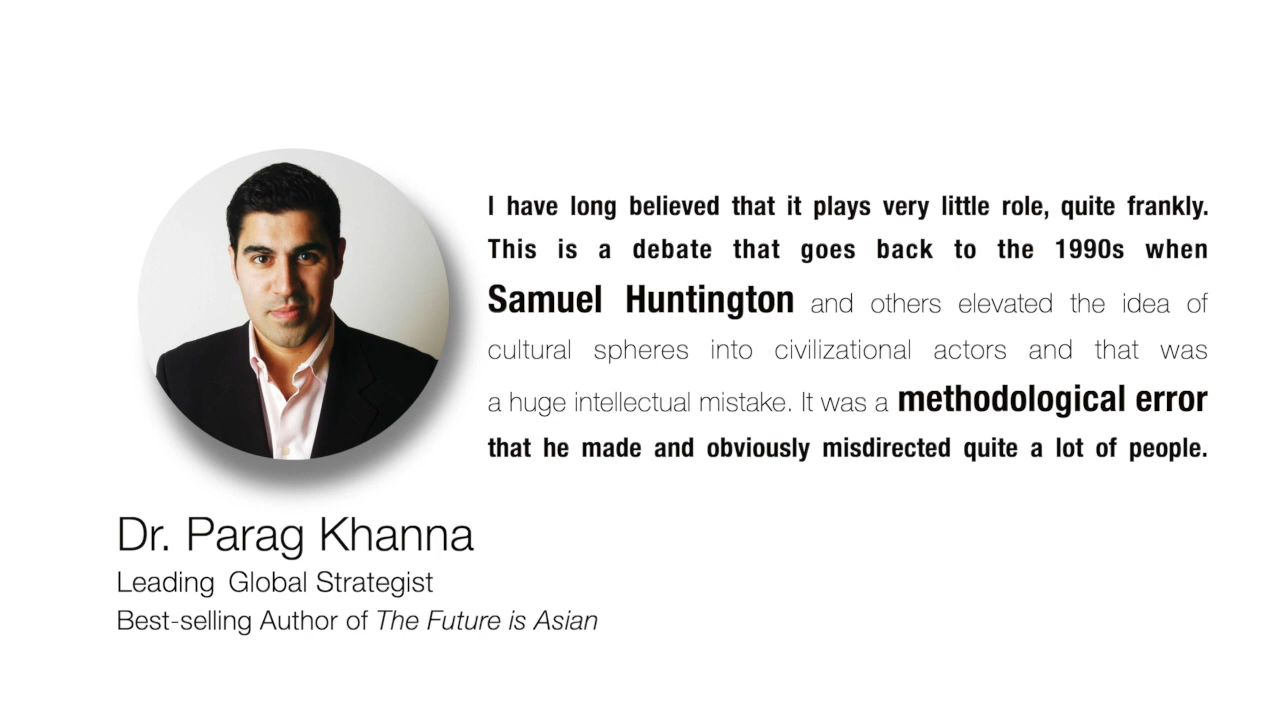 I have long believed that it plays very little role, quite frankly.
This is a debate that goes back to the 1990s when
Samuel Huntington and others elevated the idea of
cultural spheres into civilizational actors and that was
a huge intellectual mistake. It was a methodological error
that he made and obviously misdirected quite a lot of people.
Dr. Parag Khanna
Leading Global Strategist
Best-selling Author of The Future is Asian